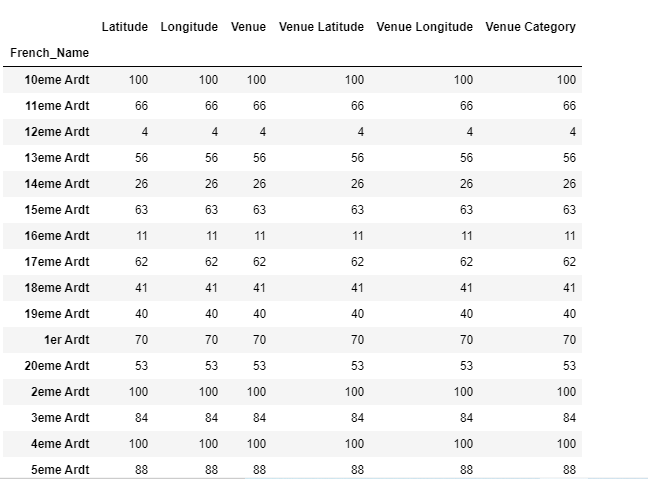 Latitude Longitude Venue Venue Latitude Venue Longitude Venue Category
French_Name
10eme Ardt 100 100 100 100 100 100
11eme Ardt 66 66 66 66 66 66
12eme Ardt 4 4 4 4 4 4
13eme Ardt 56 56 56 56 56 56
14eme Ardt 26 26 26 26 26 26
15eme Ardt 63 63 63 63 63 63
16eme Ardt 11 11 11 11 11 11
17eme Ardt 62 62 62 62 62 62
18eme Ardt 41 41 41 41 41 41
19eme Ardt 40 40 40 40 40 40
1er Ardt 70 70 70 70 70 70
20eme Ardt 53 53 53 53 53 53
2eme Ardt 100 100 100 100 100 100
3eme Ardt 84 84 84 84 84 84
4eme Ardt 100 100 100 100 100 100
5eme Ardt 88 88 88 88 88 88